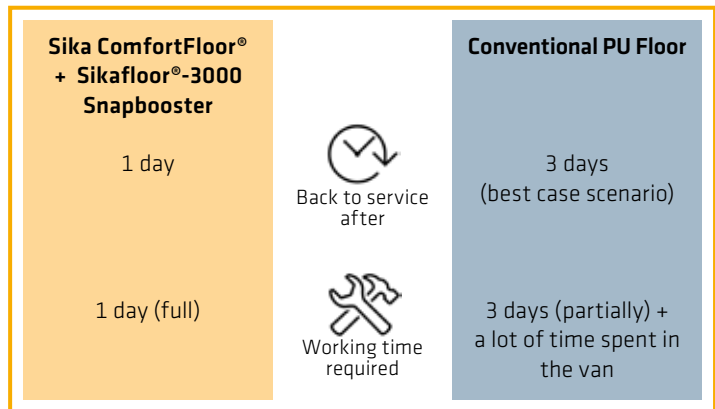 Sika ComfortFloor®
+ Sikafloor®-3000
Snapbooster
Conventional PU Floor
1 day
Back to service
after
3 days
(best case scenario)
1 day (full)
Working time
required
3 days (partially) +
a lot of time spent in
the van